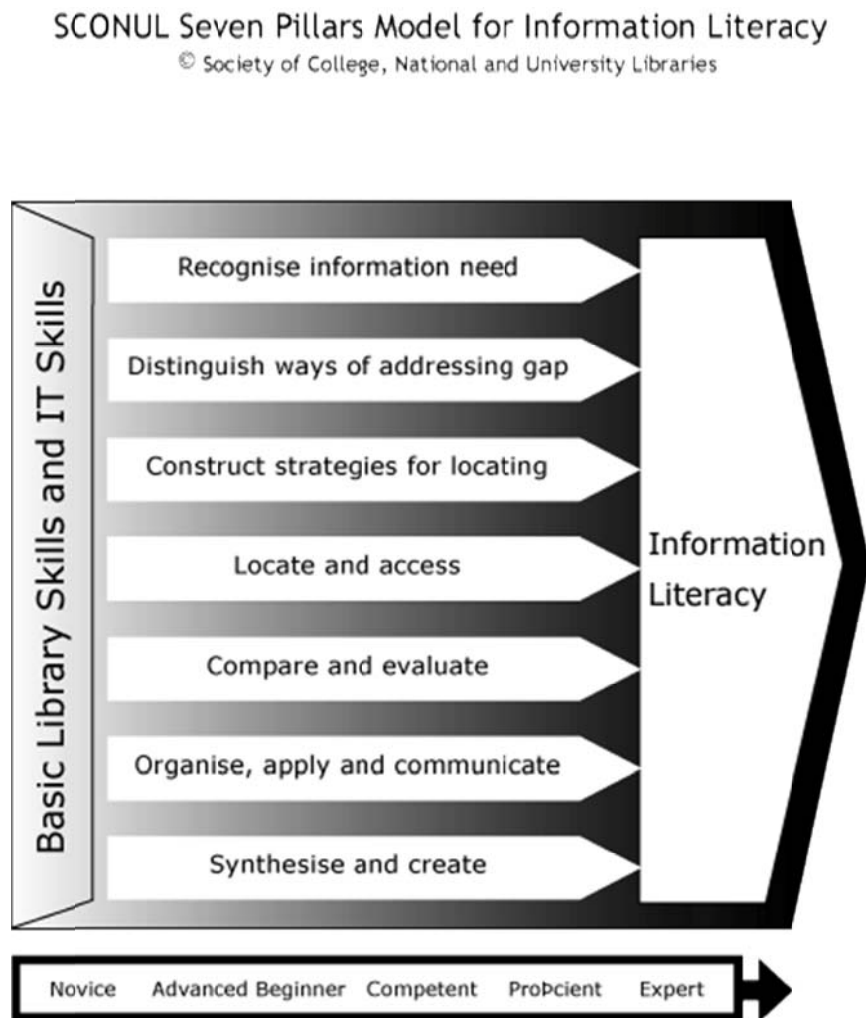 SCONUL Seven Pillars Model for Information Literacy
© Society of College, National and University Libraries
Basic Library Skills and IT Skills
Recognise information need
Distinguish ways of addressing gap
Construct strategies for locating
Locate and access
Compare and evaluate
Organise, apply and communicate
Synthesise and create
Information
Literacy
Novice Advanced Beginner Competent ProÞcient Expert